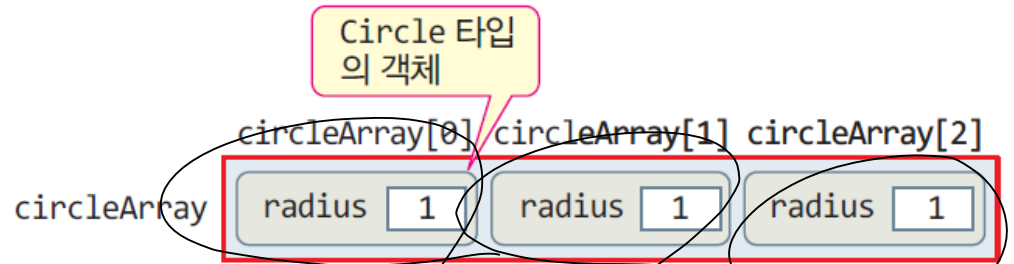 Circle 타입
의 객체
circleArray[0] circleArray[1] circleArray[2]
circleArray radius 1 radius 1 radius 1